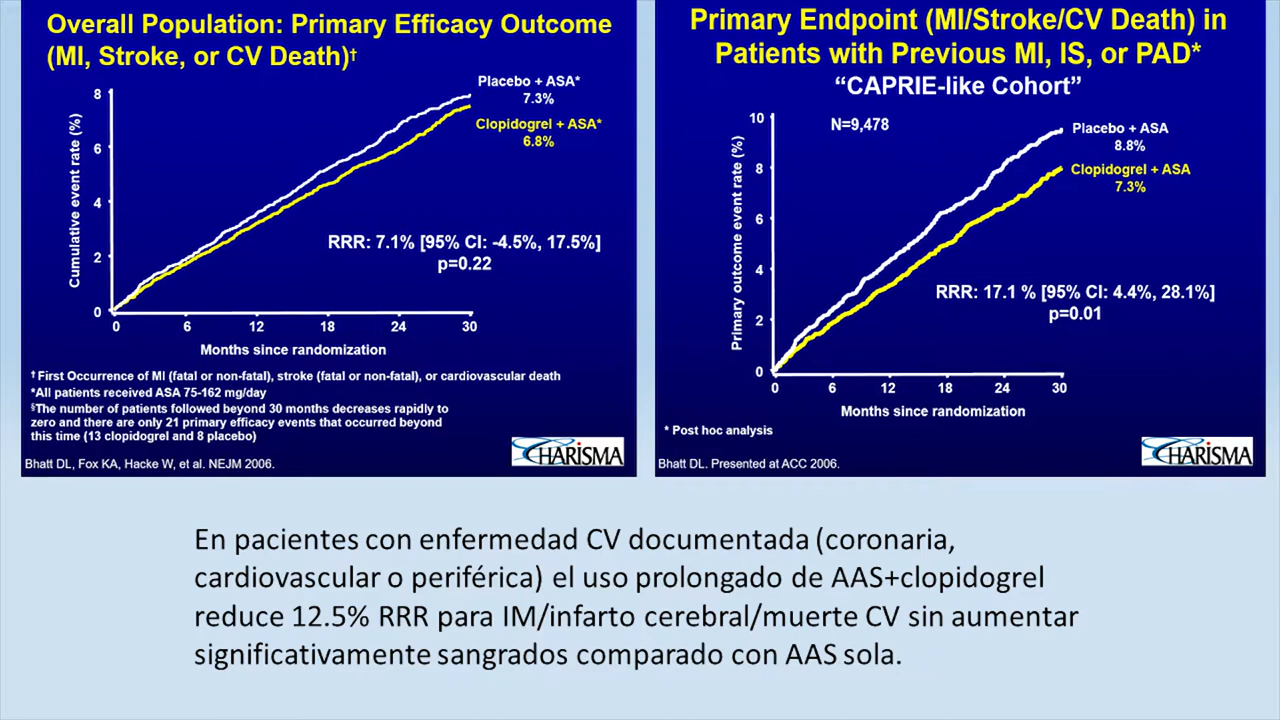 Overall Population: Primary Efficacy Outcome
(MI, Stroke, or CV Death)†
Placebo + ASA*
7.3%
Clopidogrel + ASA*
6.8%
Cumulative event rate (%)
8
6
4
2
0
RRR: 7.1% [95% CI: -4.5%, 17.5%]
p=0.22
0 6 12 18 24 30
Months since randomization
† First Occurrence of MI (fatal or non-fatal), stroke (fatal or non-fatal), or cardiovascular death
*All patients received ASA 75-162 mg/day
§The number of patients followed beyond 30 months decreases rapidly to
zero and there are only 21 primary efficacy events that occurred beyond
this time (13 clopidogrel and 8 placebo)
Bhatt DL, Fox KA, Hacke W, et al. NEJM 2006.
CHARISMA
Primary Endpoint (MI/Stroke/CV Death) in
Patients with Previous MI, IS, or PAD*
“CAPRIE-like Cohort”
N=9,478
Placebo + ASA
8.8%
Clopidogrel + ASA
7.3%
Primary outcome event rate (%)
10
8
6
4
2
0
RRR: 17.1 % [95% CI: 4.4%, 28.1%]
p=0.01
0 6 12 18 24 30
Months since randomization
* Post hoc analysis
Bhatt DL. Presented at ACC 2006.
CHARISMA
En pacientes con enfermedad CV documentada (coronaria,
cardiovascular o periférica) el uso prolongado de AAS+clopidogrel
reduce 12.5% RRR para IM/infarto cerebral/muerte CV sin aumentar
significativamente sangrados comparado con AAS sola.